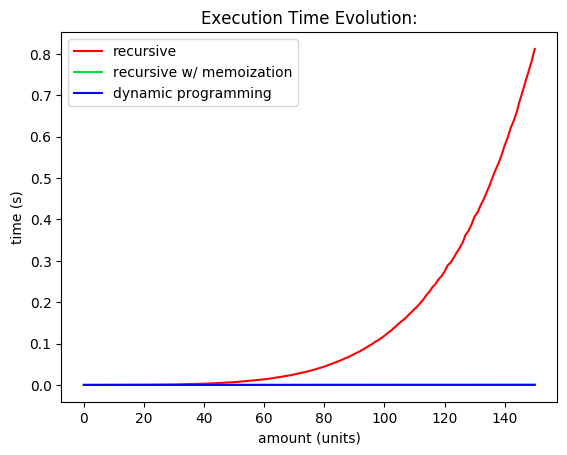 Execution Time Evolution:
recursive
recursive w/ memoization
dynamic programming
0.8
0.7
0.6
0.5
0.4
0.3
0.2
0.1
0.0
time (s)
0 20 40 60 80 100 120 140
amount (units)